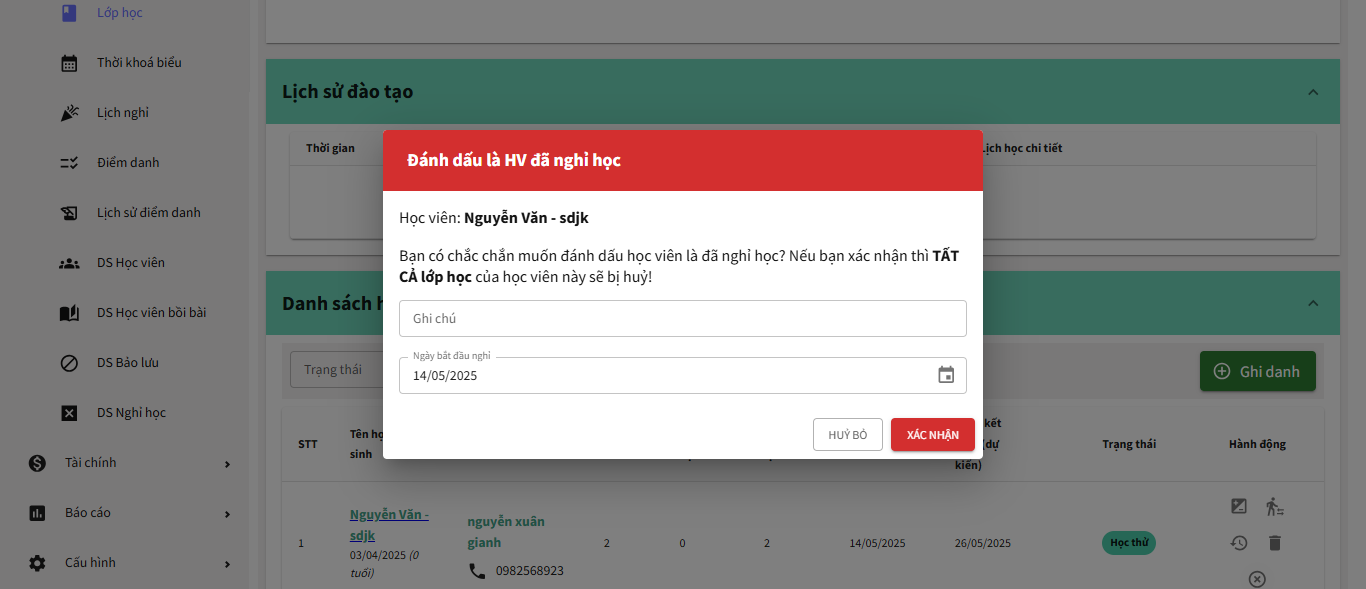 Lớp học
Thời khoá biểu
Lịch nghỉ
Điểm danh
Lịch sử điểm danh
DS Học viên
DS Học viên bồi bài
DS Bảo lưu
DS Nghỉ học
Tài chính
Báo cáo
Cấu hình
Lịch sử đào tạo
Thời gian
Lịch học chi tiết
Đánh dấu là HV đã nghỉ học
Học viên: Nguyễn Văn - sdjk
Bạn có chắc chắn muốn đánh dấu học viên là đã nghỉ học? Nếu bạn xác nhận thì TẤT
CẢ lớp học của học viên này sẽ bị huỷ!
Ghi chú
Ngày bắt đầu nghỉ
14/05/2025
HUỶ BỎ
XÁC NHẬN
Danh sách
Trạng thái
Ghi danh
STT
Tên
sinh
kết
(dự
kiến)
Trạng thái
Hành động
1
Nguyễn Văn -
sdjk
03/04/2025 (0
tuổi)
nguyễn xuân
gianh
0982568923
2
0
2
14/05/2025
26/05/2025
Học thử